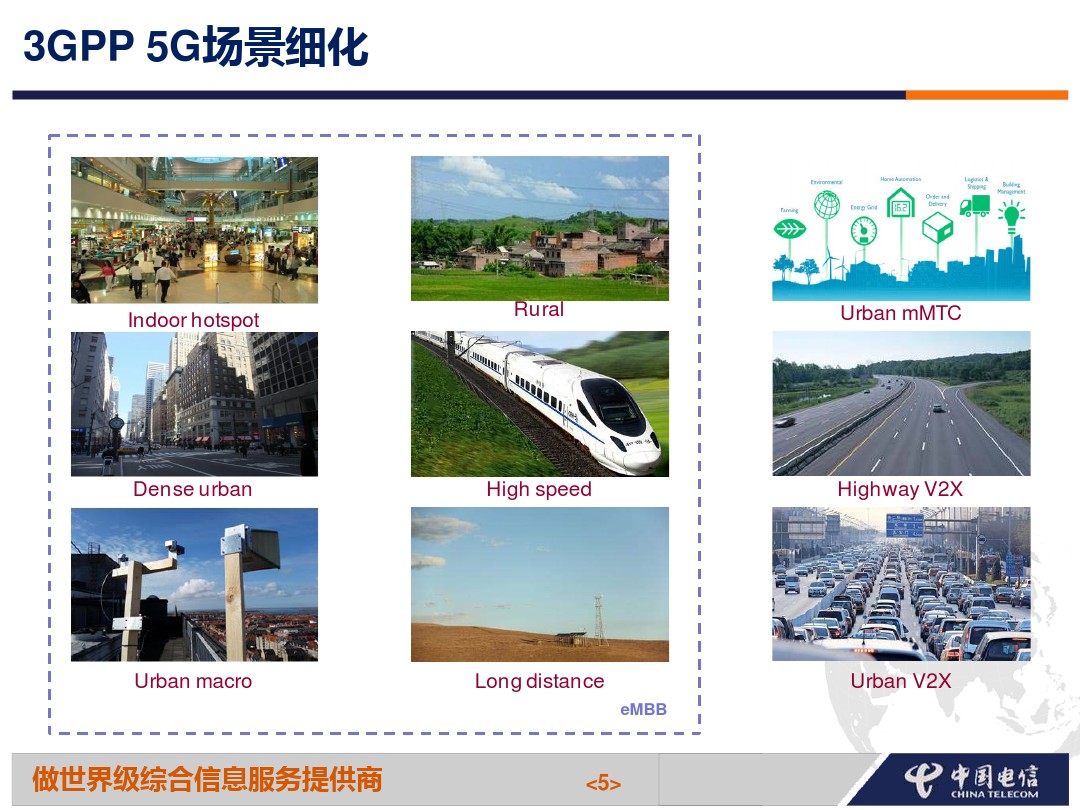 3GPP 5G场景细化
Indoor hotspot
Rural
Environmental
Home Automation
Logistics &
Shipping
Building
Management
Farming
Energy Grid
Order and
Delivery
16.2
Urban mMTC
Dense urban
High speed
Highway V2X
Urban macro
Long distance
Urban V2X
eMBB
做世界级综合信息服务提供商
<5>
中国电信
CHINA TELECOM